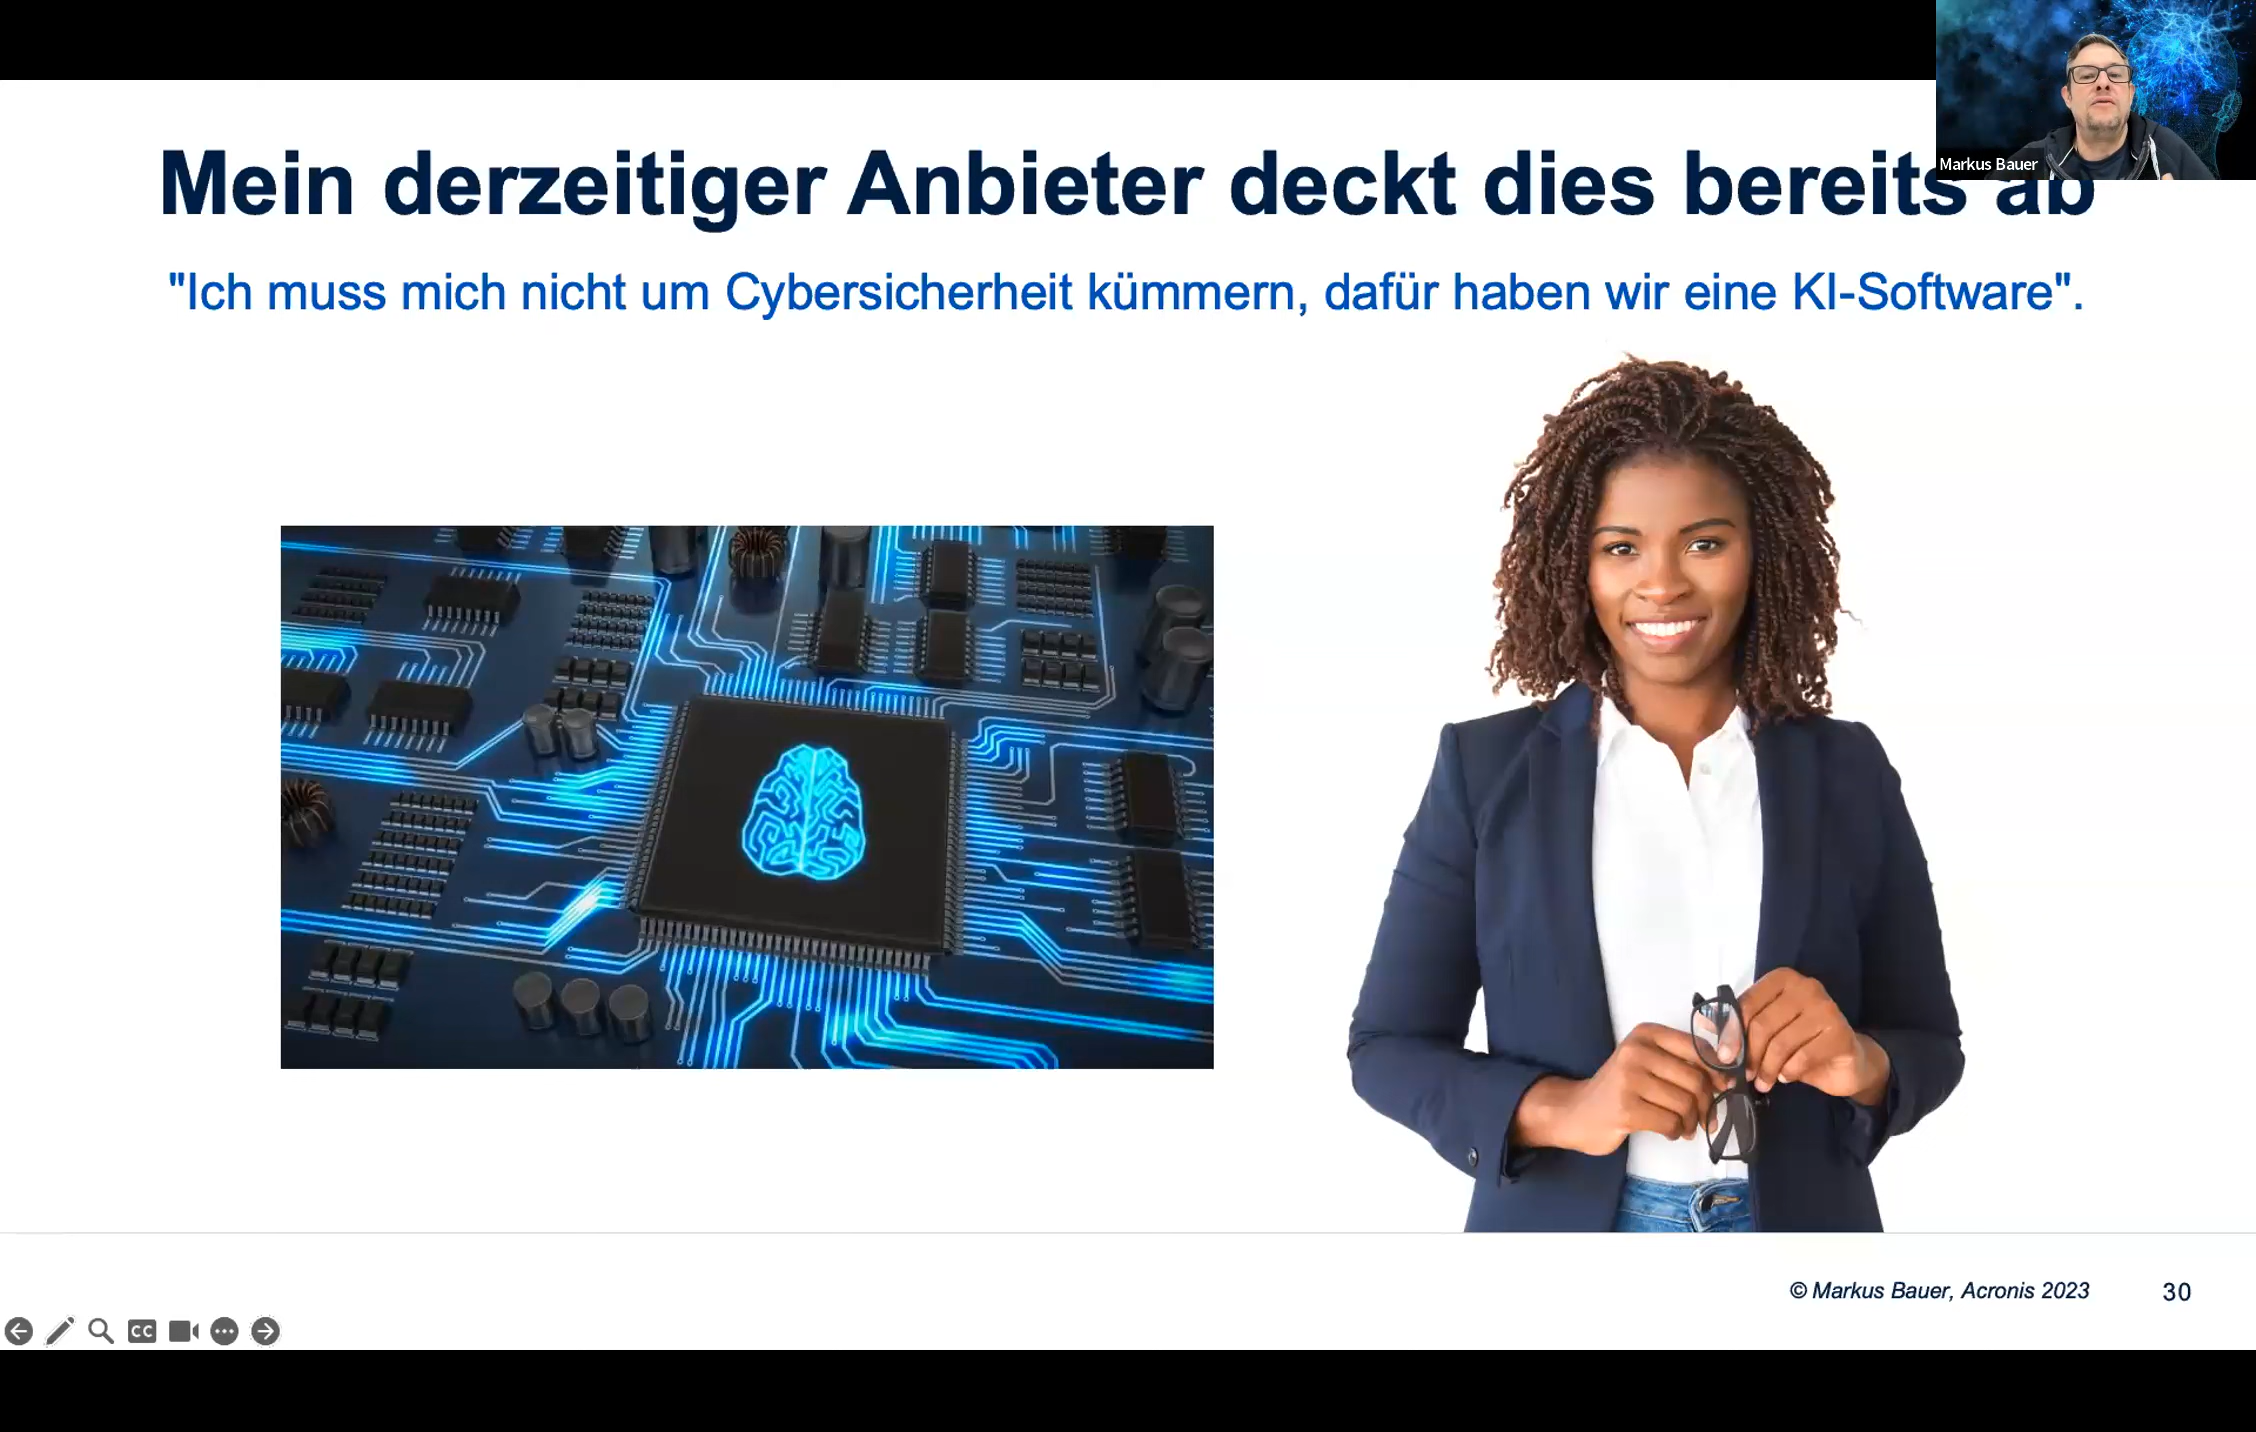 Markus Bauer
Mein derzeitiger Anbieter deckt dies bereits ab
"Ich muss mich nicht um Cybersicherheit kümmern, dafür haben wir eine KI-Software".
© Markus Bauer, Acronis 2023
30
CC